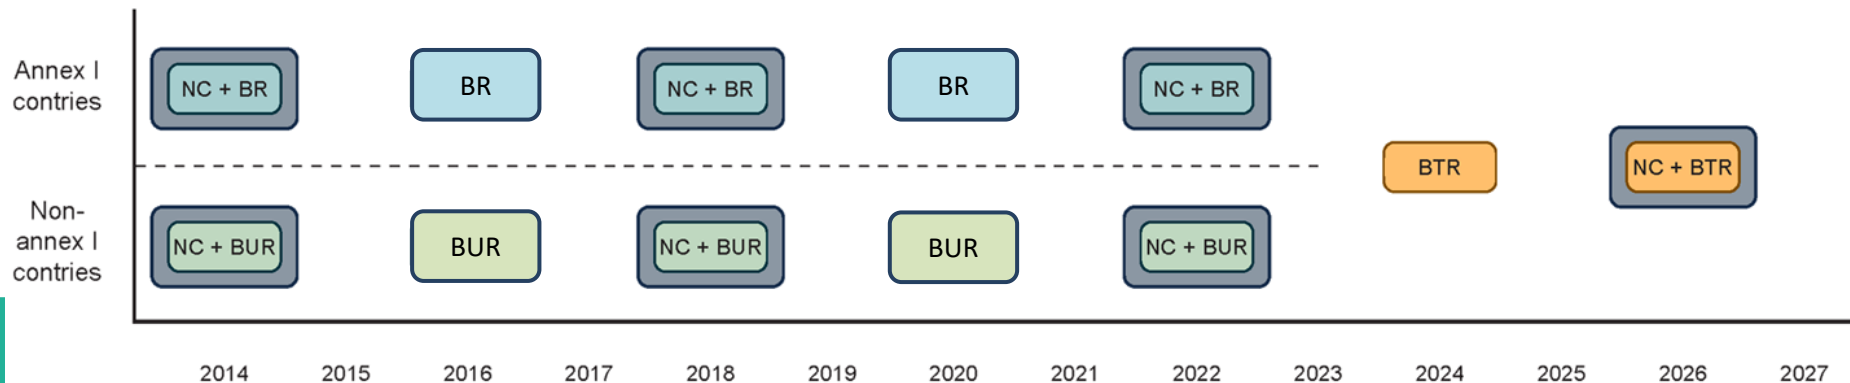 Annex I
contries
NC + BR
BR
NC + BR
BR
NC + BR
BTR
NC + BTR
Non-
annex I
contries
NC + BUR
BUR
NC + BUR
BUR
NC + BUR
2014 2015 2016 2017 2018 2019 2020 2021 2022 2023 2024 2025 2026 2027